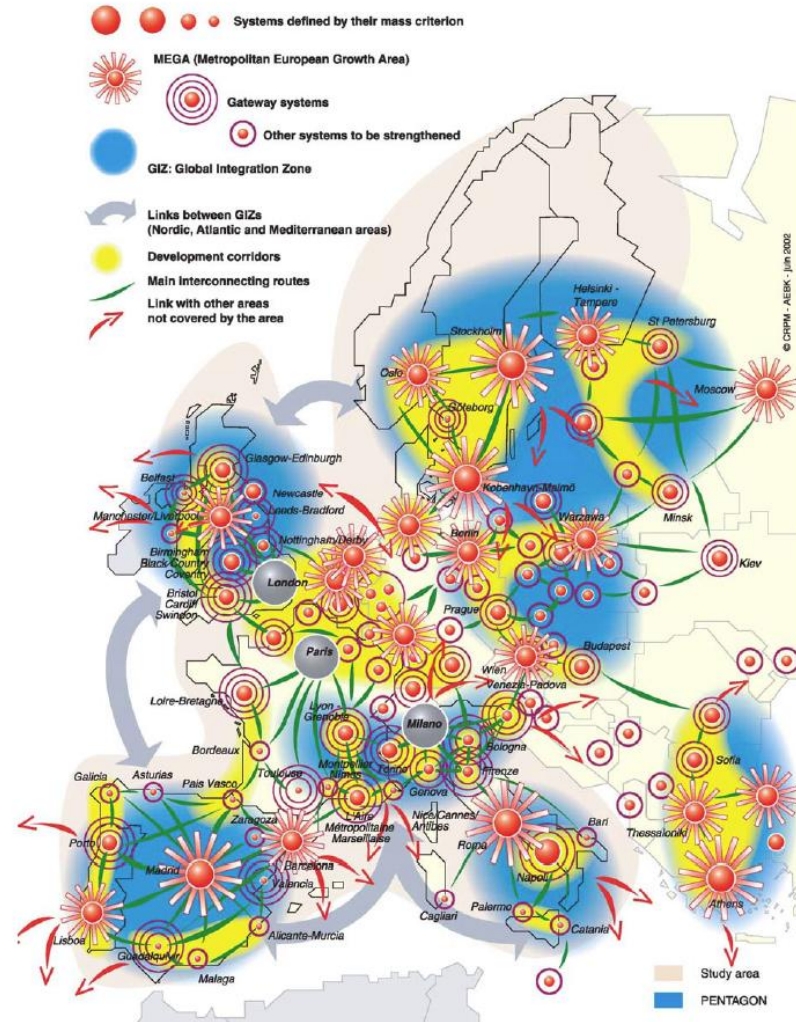 Systems defined by their mass criterion
MEGA (Metropolitan European Growth Area)
Gateway systems
Other systems to be strengthened
GIZ: Global Integration Zone
Links between GIZs
(Nordic, Atlantic and Mediterranean areas)
Development corridors
Main interconnecting routes
Link with other areas
not covered by the area
© CRPM - AEBK - juin 2002
Helsinki -
Tampere
St Petersburg
Stockholm
Oslo
Moscow
Göteborg
Glasgow-Edinburgh
Belfast
Newcastle
Kobenhavn-Malmö
Manchester/Liverpool
Leeds-Bradford
Minsk
Warzawa
Nottingham/Derby
Berlin
Birmingham
Black Country
Coventry
London
Kiev
Bristol
Cardiff
Swindon
Prague
Paris
Budapest
Wien
Venezia-Padova
Loire-Bretagne
Lyon -
Grenoble
Milano
Bordeaux
Bologna
Montpellier
Nîmes
Torino
Sofia
Galicia
Asturias
Pais Vasco
Toulouse
Genova
Firenze
L'Aire
Métropolitaine
Marseillaise
Nice/Cannes/
Antibes
Zaragoza
Bari
Thessaloniki
Porto
Roma
Madrid
Barcelona
Valencia
Napoli
Athens
Cagliari
Palermo
Catania
Lisboa
Alicante-Murcia
Guadalquivir
Malaga
Study area
PENTAGON